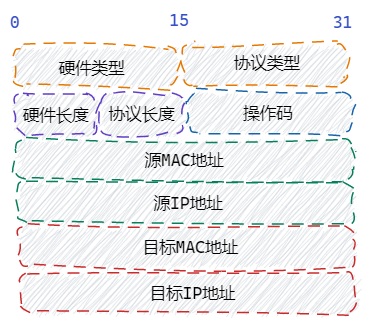 0 15 31
硬件类型 协议类型
硬件长度 协议长度 操作码
源MAC地址
源IP地址
目标MAC地址
目标IP地址